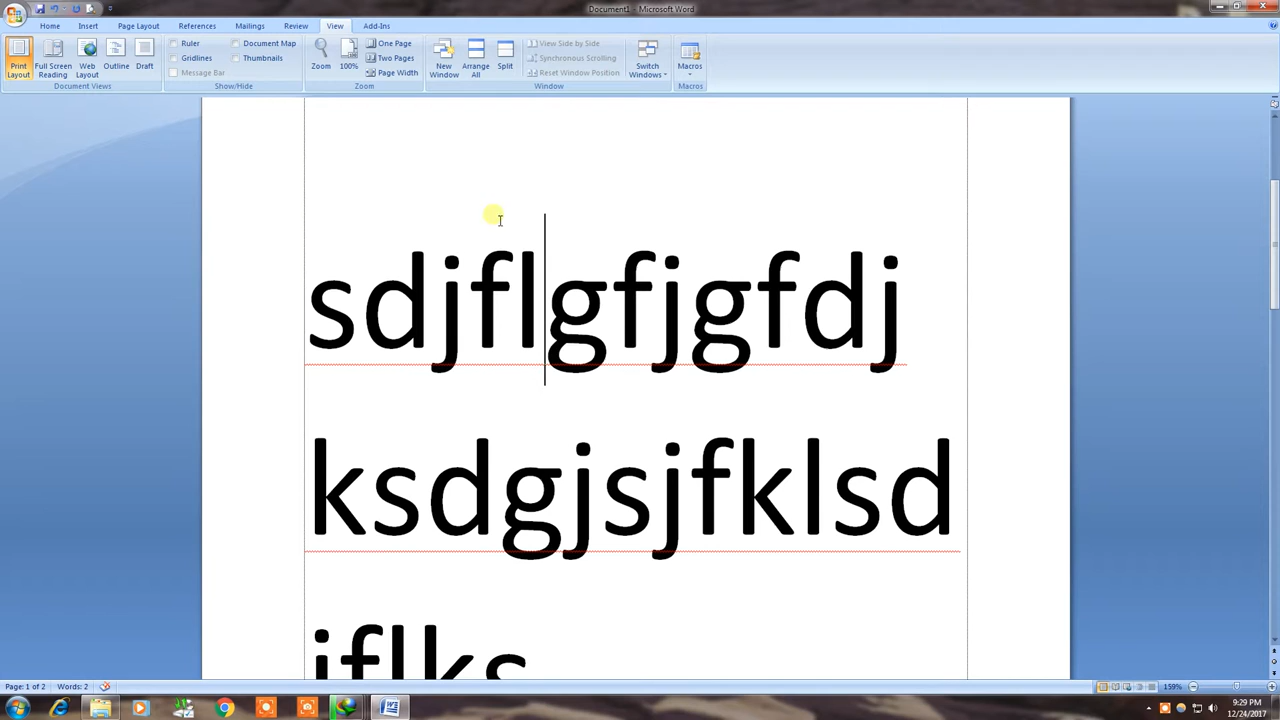 Document1 - Microsoft Word
Home Insert Page Layout References Mailings Review View Add-Ins
Print Layout
Full Screen Reading
Web Layout
Outline
Draft
Document Views
Ruler
Gridlines
Message Bar
Document Map
Thumbnails
Show/Hide
Zoom
100%
One Page
Two Pages
Page Width
Zoom
New Window
Arrange All
Split
View Side by Side
Synchronous Scrolling
Reset Window Position
Window
Switch Windows
Macros
Macros
sdjflgfjgfdj
ksdgjsjfklsd
jflks
Page: 1 of 2 Words: 2
159%
9:29 PM
12/24/2017